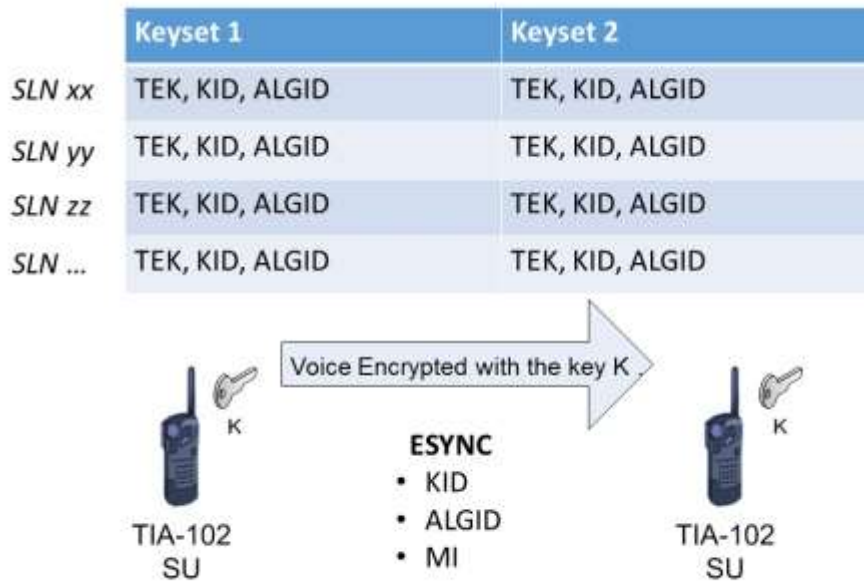 Keyset 1 Keyset 2
SLN xx TEK, KID, ALGID TEK, KID, ALGID
SLN yy TEK, KID, ALGID TEK, KID, ALGID
SLN zz TEK, KID, ALGID TEK, KID, ALGID
SLN ... TEK, KID, ALGID TEK, KID, ALGID
Voice Encrypted with the key K .
K
K
ESYNC
• KID
• ALGID
• MI
TIA-102
SU
TIA-102
SU